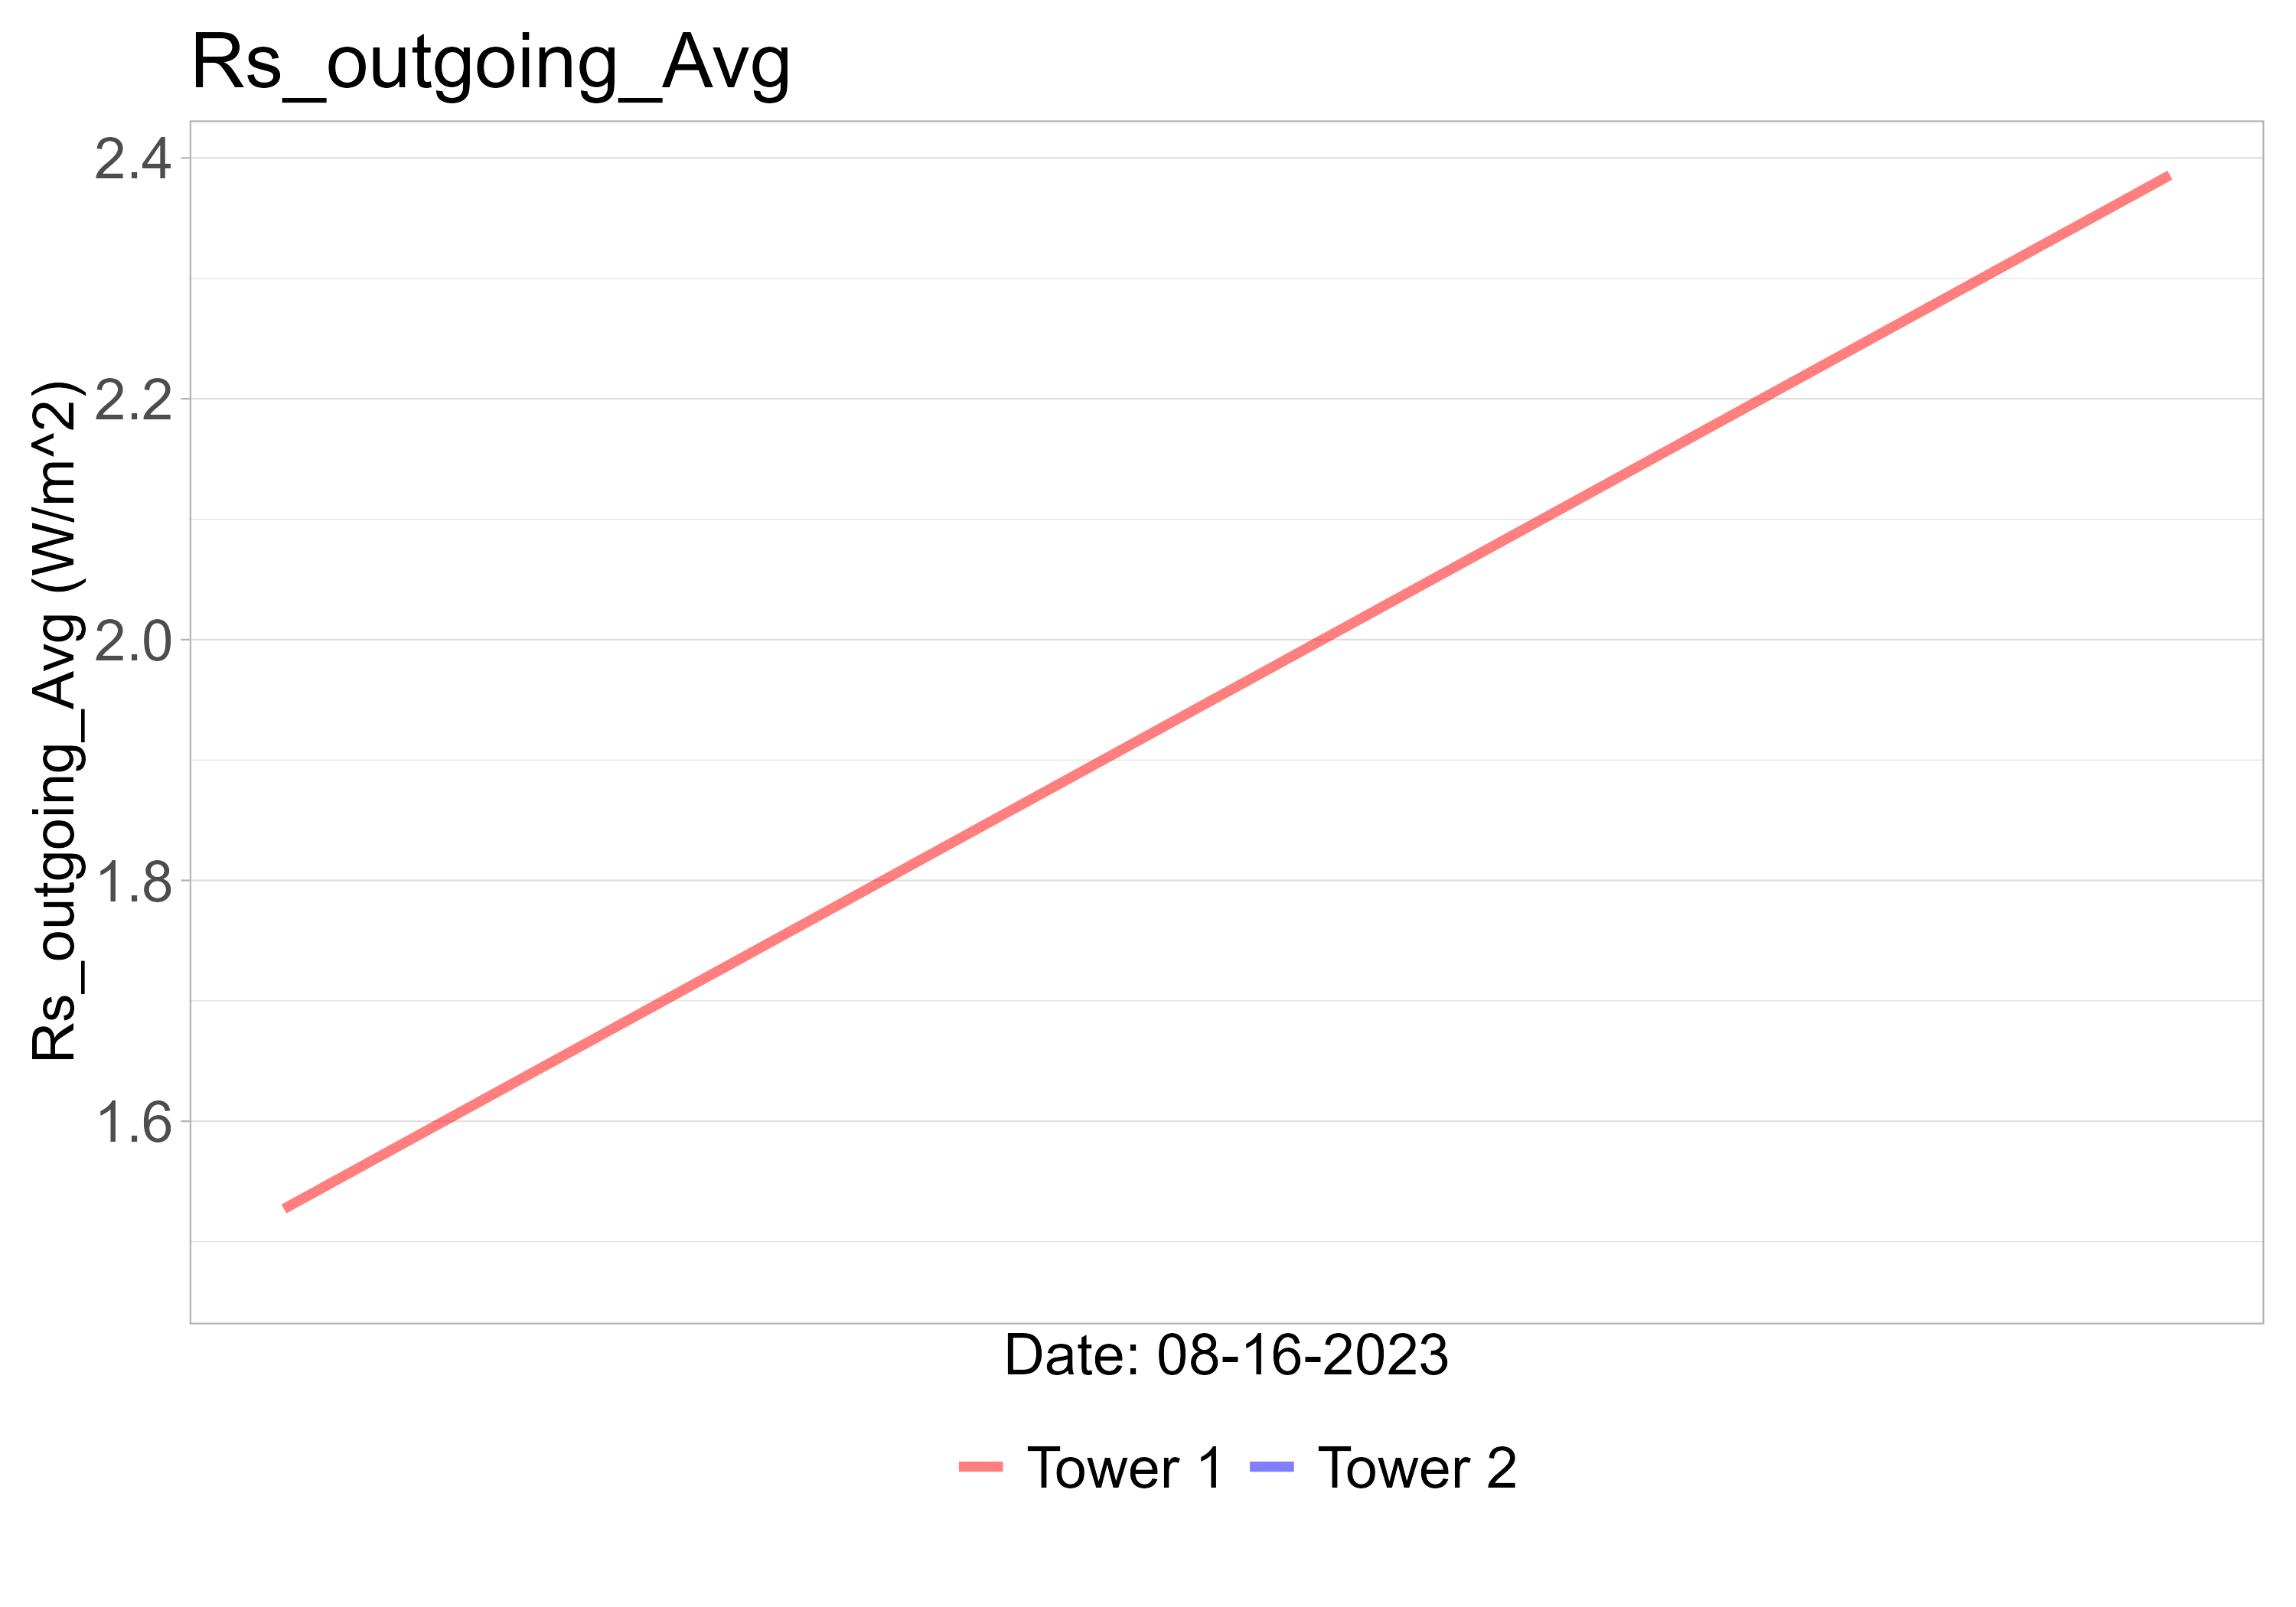 Rs_outgoing_Avg
2.4
2.2
2.0
1.8
1.6
Rs_outgoing_Avg (W/m^2)
Date: 08-16-2023
Tower 1 Tower 2